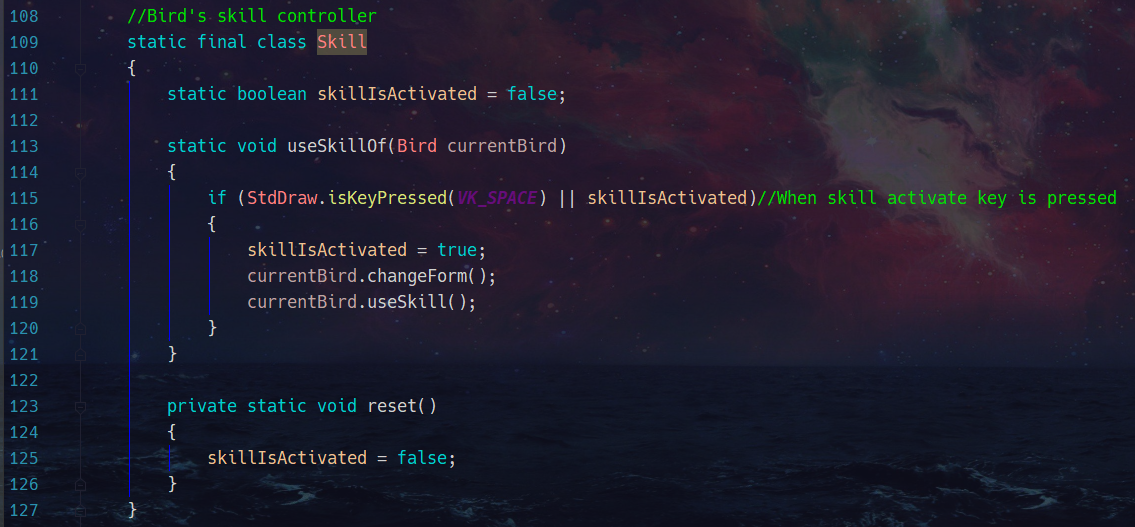 108 //Bird's skill controller
109 static final class Skill
110 {
111 static boolean skillIsActivated = false;
112
113 static void useSkillOf(Bird currentBird)
114 {
115 if (StdDraw.isKeyPressed(VK_SPACE) || skillIsActivated)//When skill activate key is pressed
116 {
117 skillIsActivated = true;
118 currentBird.changeForm();
119 currentBird.useSkill();
120 }
121 }
122
123 private static void reset()
124 {
125 skillIsActivated = false;
126 }
127 }